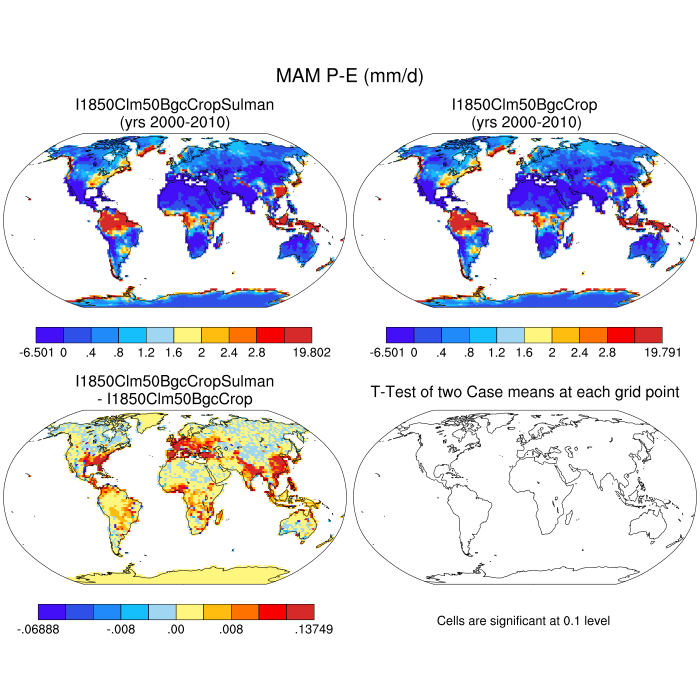 MAM P-E (mm/d)
I1850Clm50BgcCropSulman
(yrs 2000-2010)
I1850Clm50BgcCrop
(yrs 2000-2010)
-6.501 0 .4 .8 1.2 1.6 2 2.4 2.8 19.802
-6.501 0 .4 .8 1.2 1.6 2 2.4 2.8 19.791
I1850Clm50BgcCropSulman
- I1850Clm50BgcCrop
T-Test of two Case means at each grid point
-.06888 -.008 .00 .008 .13749
Cells are significant at 0.1 level